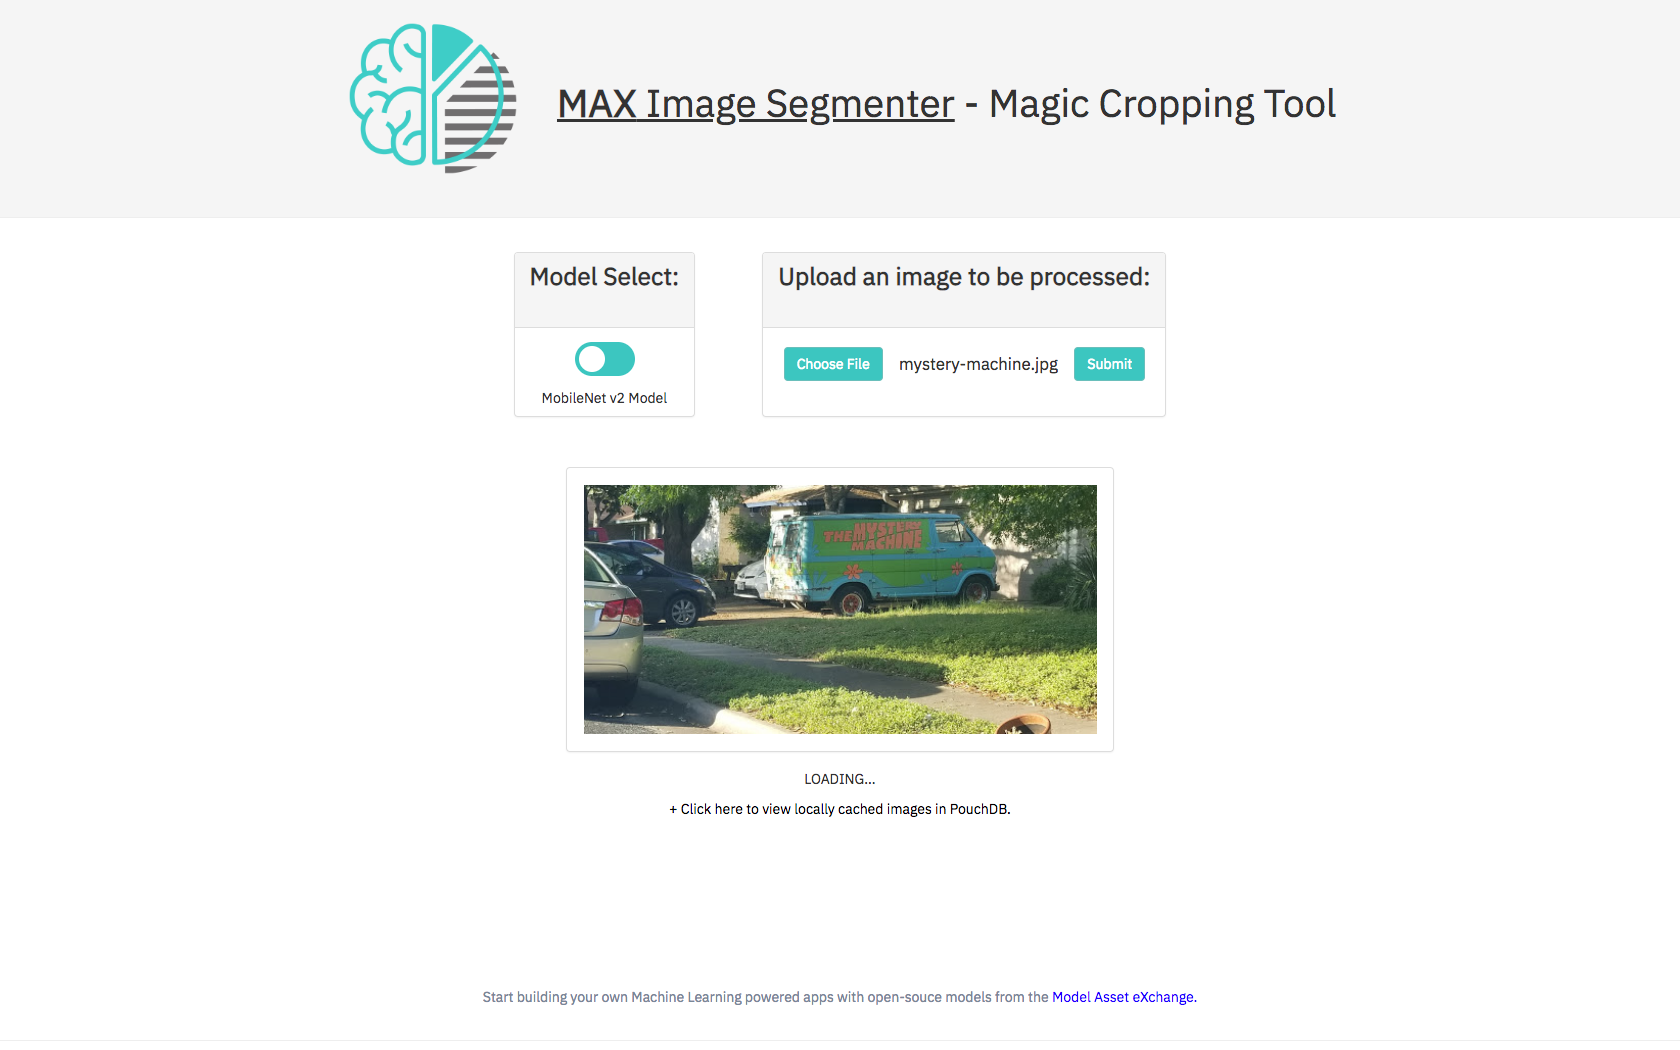 MAX Image Segmenter - Magic Cropping Tool
Model Select:
MobileNet v2 Model
Upload an image to be processed:
Choose File mystery-machine.jpg Submit
THE MYSTERY
MACHINE
LOADING...
+ Click here to view locally cached images in PouchDB.
Start building your own Machine Learning powered apps with open-souce models from the Model Asset eXchange.